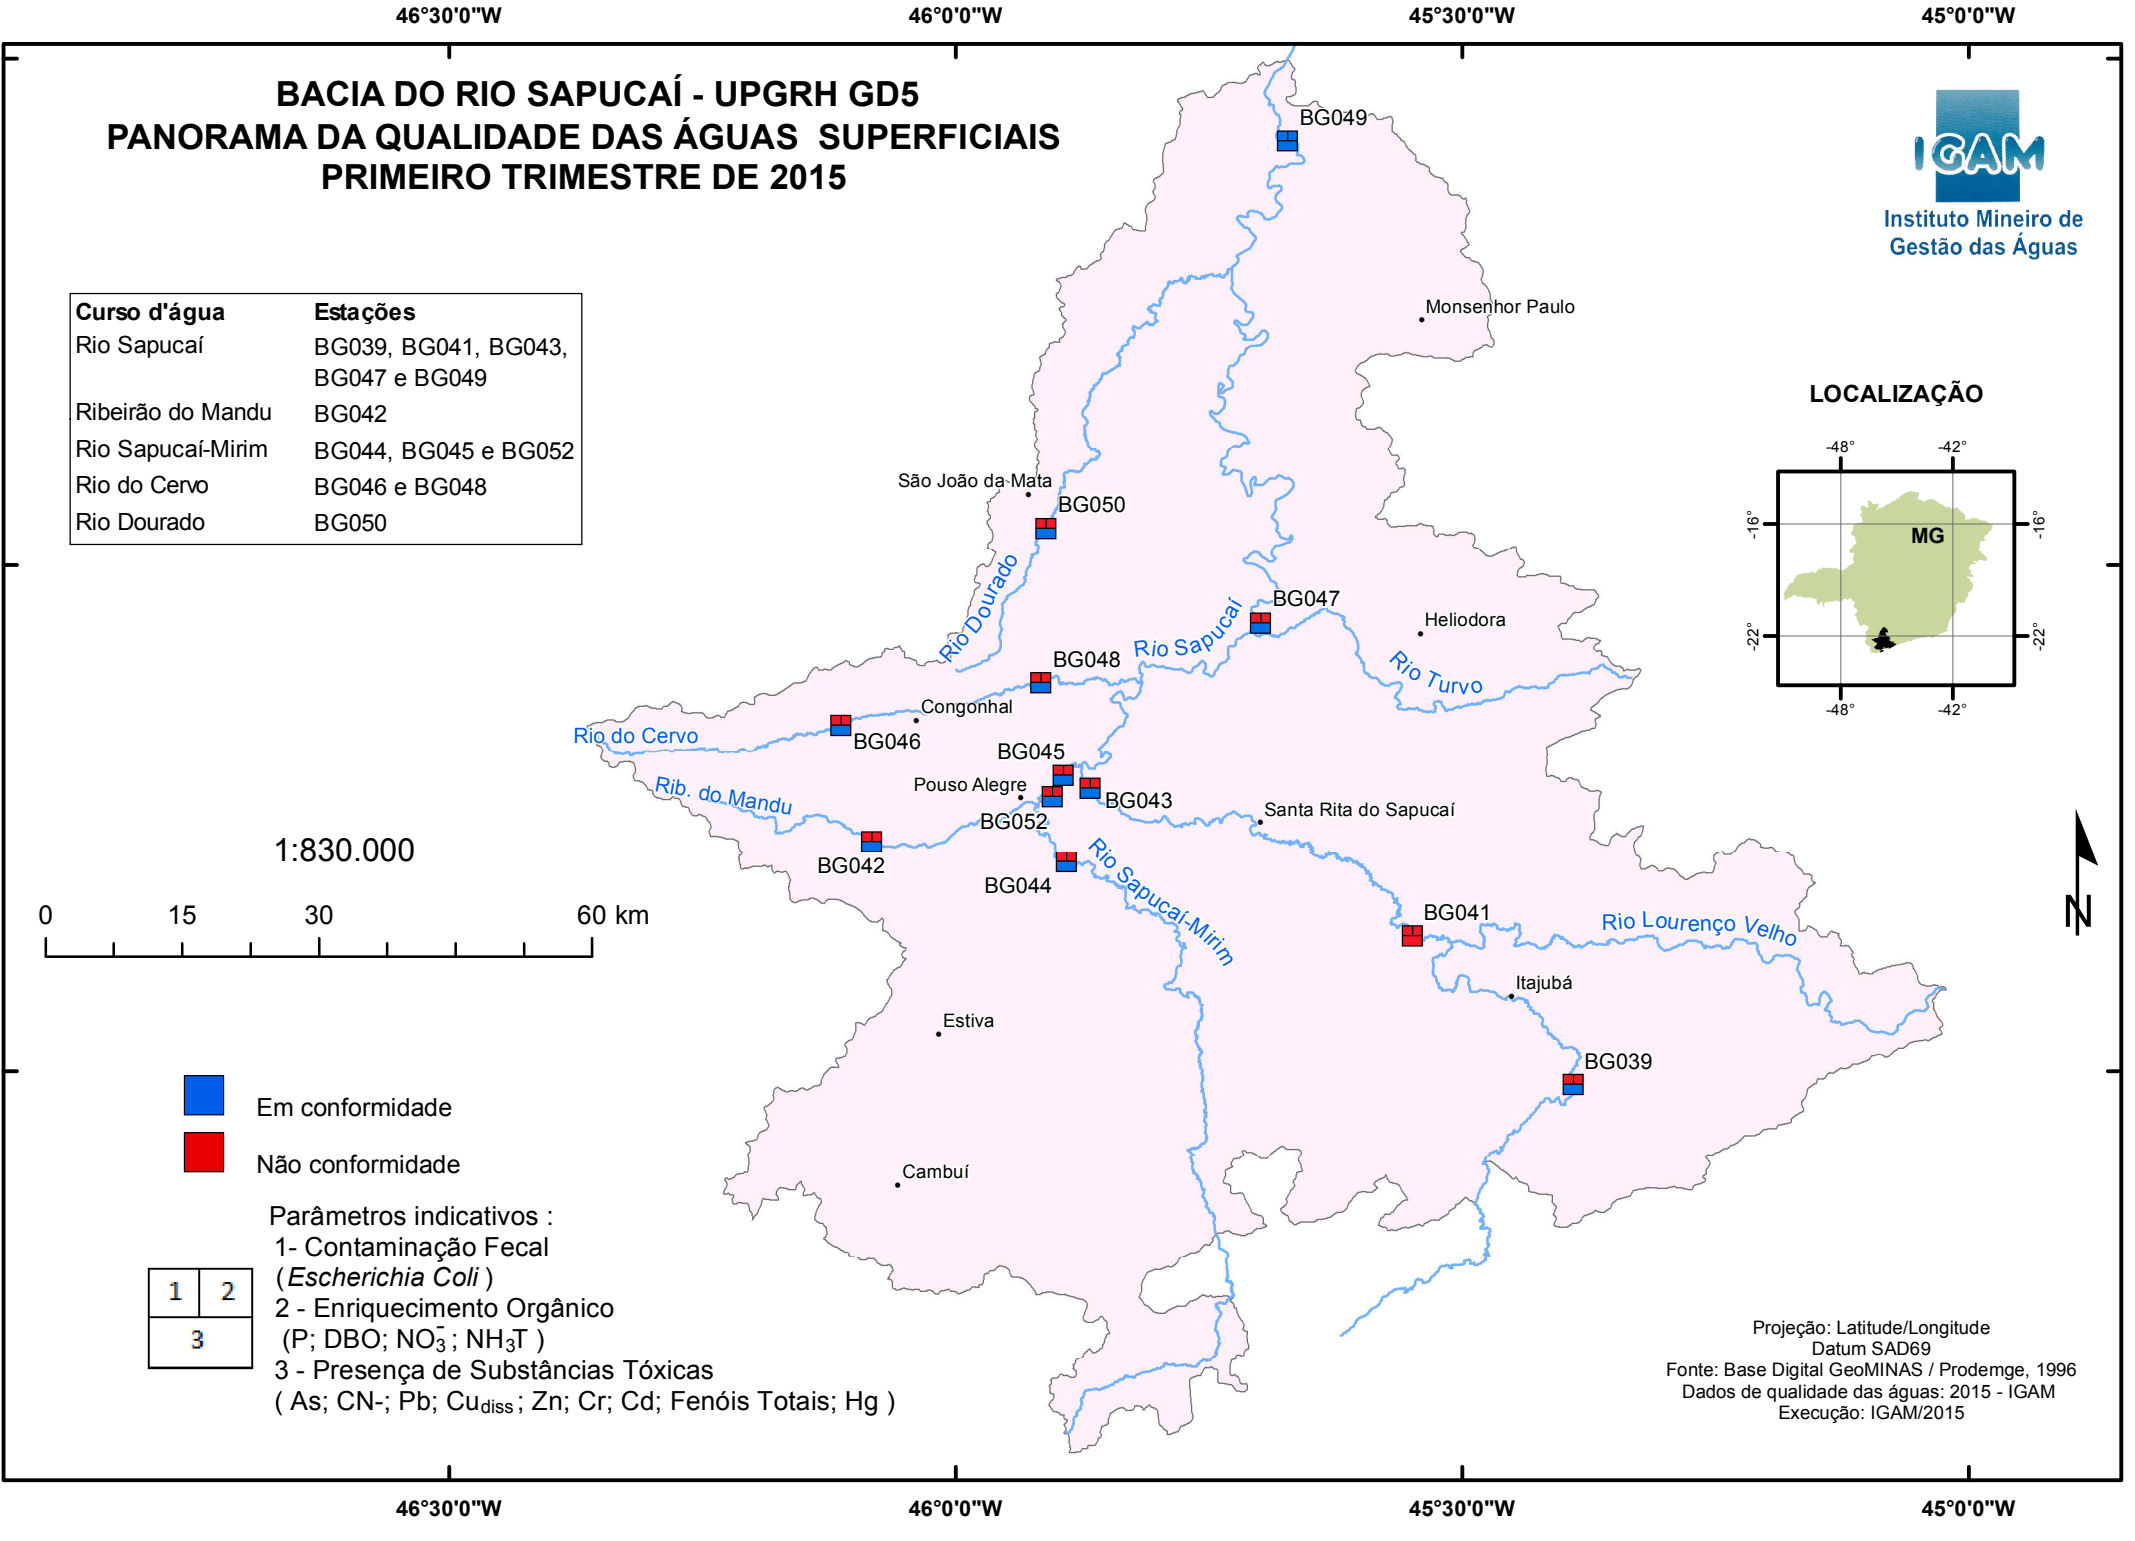 46°30'0"W 46°0'0"W 45°30'0"W 45°0'0"W
BACIA DO RIO SAPUCAÍ - UPGRH GD5
PANORAMA DA QUALIDADE DAS ÁGUAS SUPERFICIAIS
PRIMEIRO TRIMESTRE DE 2015
IGAM
Instituto Mineiro de
Gestão das Águas
Curso d'água Estações
Rio Sapucaí BG039, BG041, BG043,
BG047 e BG049
Ribeirão do Mandu BG042
Rio Sapucaí-Mirim BG044, BG045 e BG052
Rio do Cervo BG046 e BG048
Rio Dourado BG050
BG049
Monsenhor Paulo
São João da Mata
BG050
Rio Dourado
BG047
Rio Sapucaí
Heliodora
Rio Turvo
BG048
Congonhal
Rio do Cervo
BG046
BG045
Pouso Alegre
BG043
BG052
Rib. do Mandu
Santa Rita do Sapucaí
BG042
BG044
Rio Sapucaí-Mirim
BG041
Rio Lourenço Velho
Itajubá
Estiva
BG039
Cambuí
LOCALIZAÇÃO
-48° -42°
-16° -16°
MG
-22° -22°
-48° -42°
N
1:830.000
0 15 30 60 km
Em conformidade
Não conformidade
Parâmetros indicativos :
1- Contaminação Fecal
(Escherichia Coli )
2 - Enriquecimento Orgânico
(P; DBO; NO₃⁻; NH₃T )
3 - Presença de Substâncias Tóxicas
( As; CN-; Pb; Cudiss; Zn; Cr; Cd; Fenóis Totais; Hg )
1 2
3
Projeção: Latitude/Longitude
Datum SAD69
Fonte: Base Digital GeoMINAS / Prodemge, 1996
Dados de qualidade das águas: 2015 - IGAM
Execução: IGAM/2015
46°30'0"W 46°0'0"W 45°30'0"W 45°0'0"W